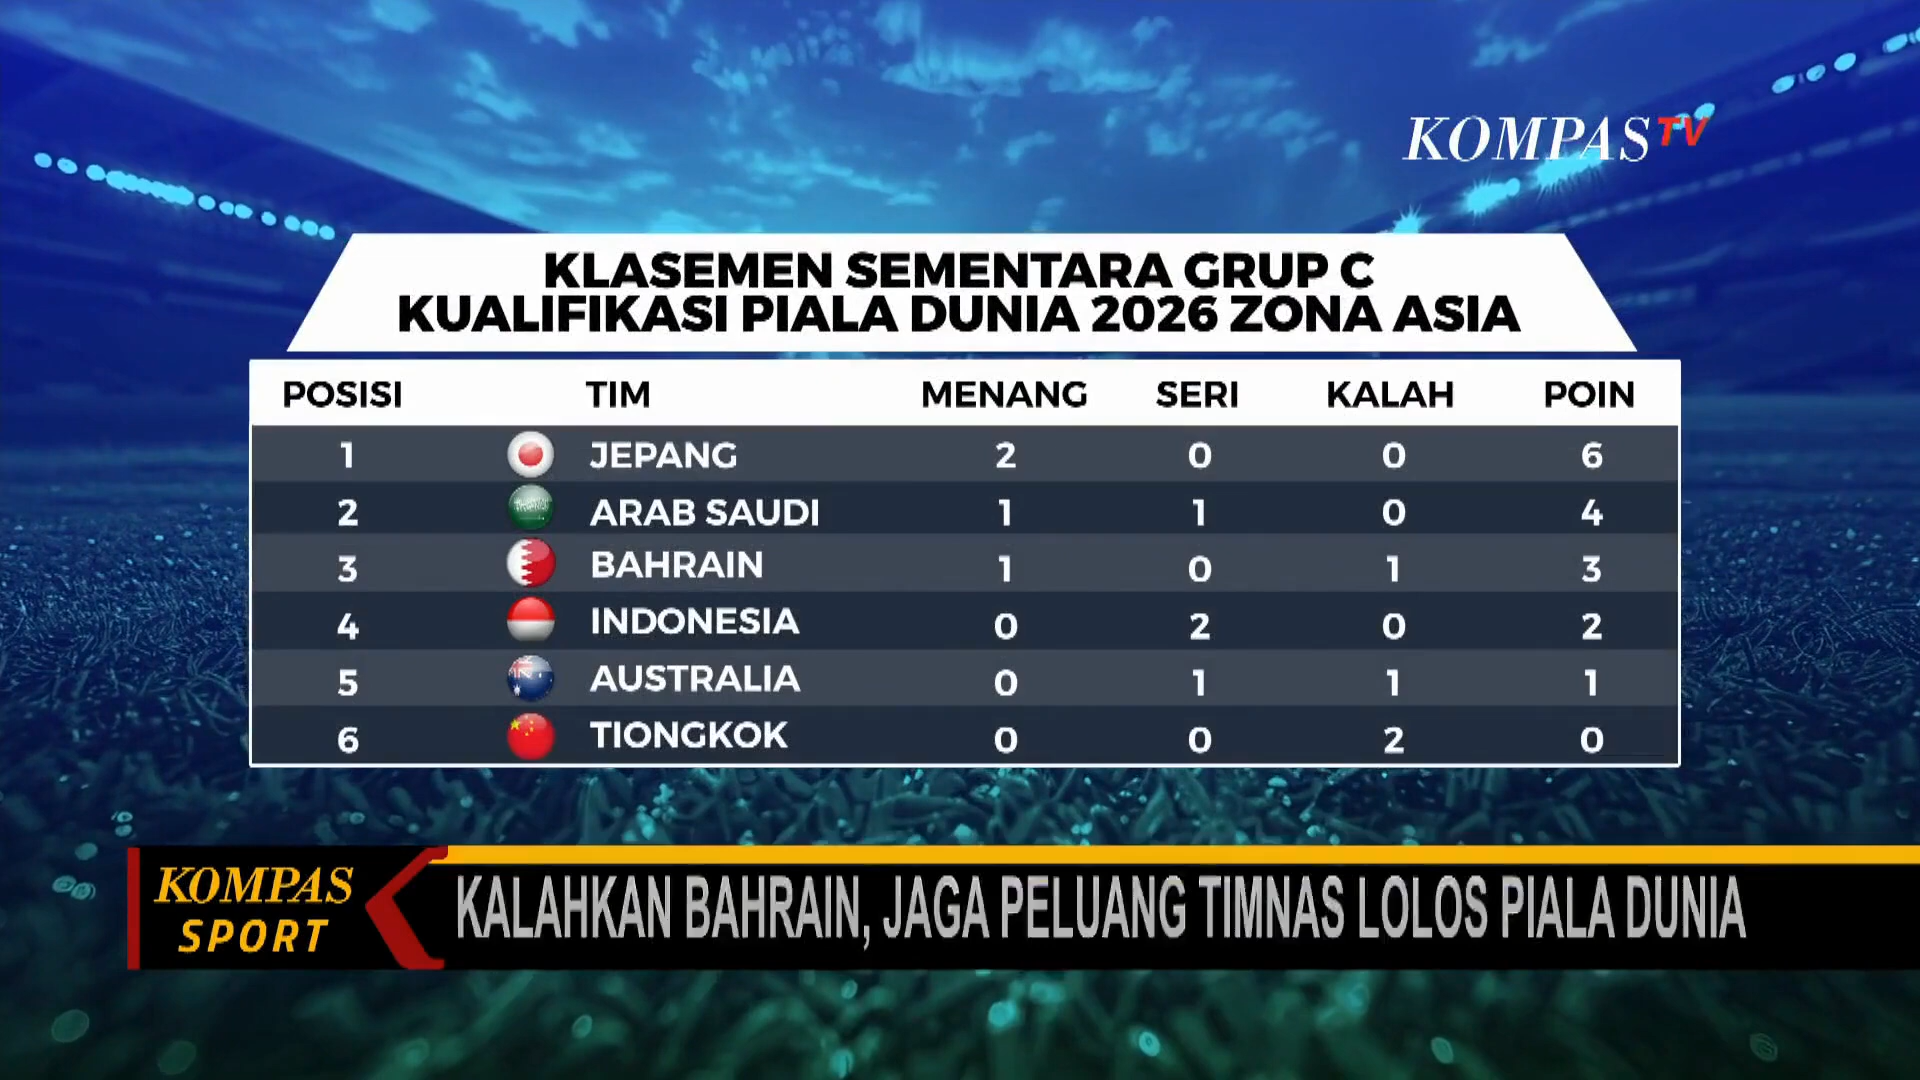 KOMPASTV
KLASEMEN SEMENTARA GRUP C
KUALIFIKASI PIALA DUNIA 2026 ZONA ASIA
POSISI TIM MENANG SERI KALAH POIN
1 JEPANG 2 0 0 6
2 ARAB SAUDI 1 1 0 4
3 BAHRAIN 1 0 1 3
4 INDONESIA 0 2 0 2
5 AUSTRALIA 0 1 1 1
6 TIONGKOK 0 0 2 0
KOMPAS
SPORT
KALAHKAN BAHRAIN, JAGA PELUANG TIMNAS LOLOS PIALA DUNIA